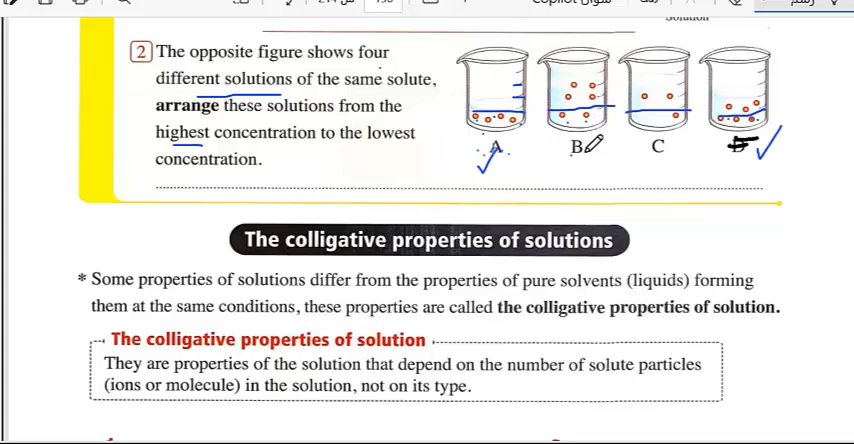 2 The opposite figure shows four
different solutions of the same solute,
arrange these solutions from the
highest concentration to the lowest
concentration.
A B C
The colligative properties of solutions
* Some properties of solutions differ from the properties of pure solvents (liquids) forming
them at the same conditions, these properties are called the colligative properties of solution.
The colligative properties of solution
They are properties of the solution that depend on the number of solute particles
(ions or molecule) in the solution, not on its type.